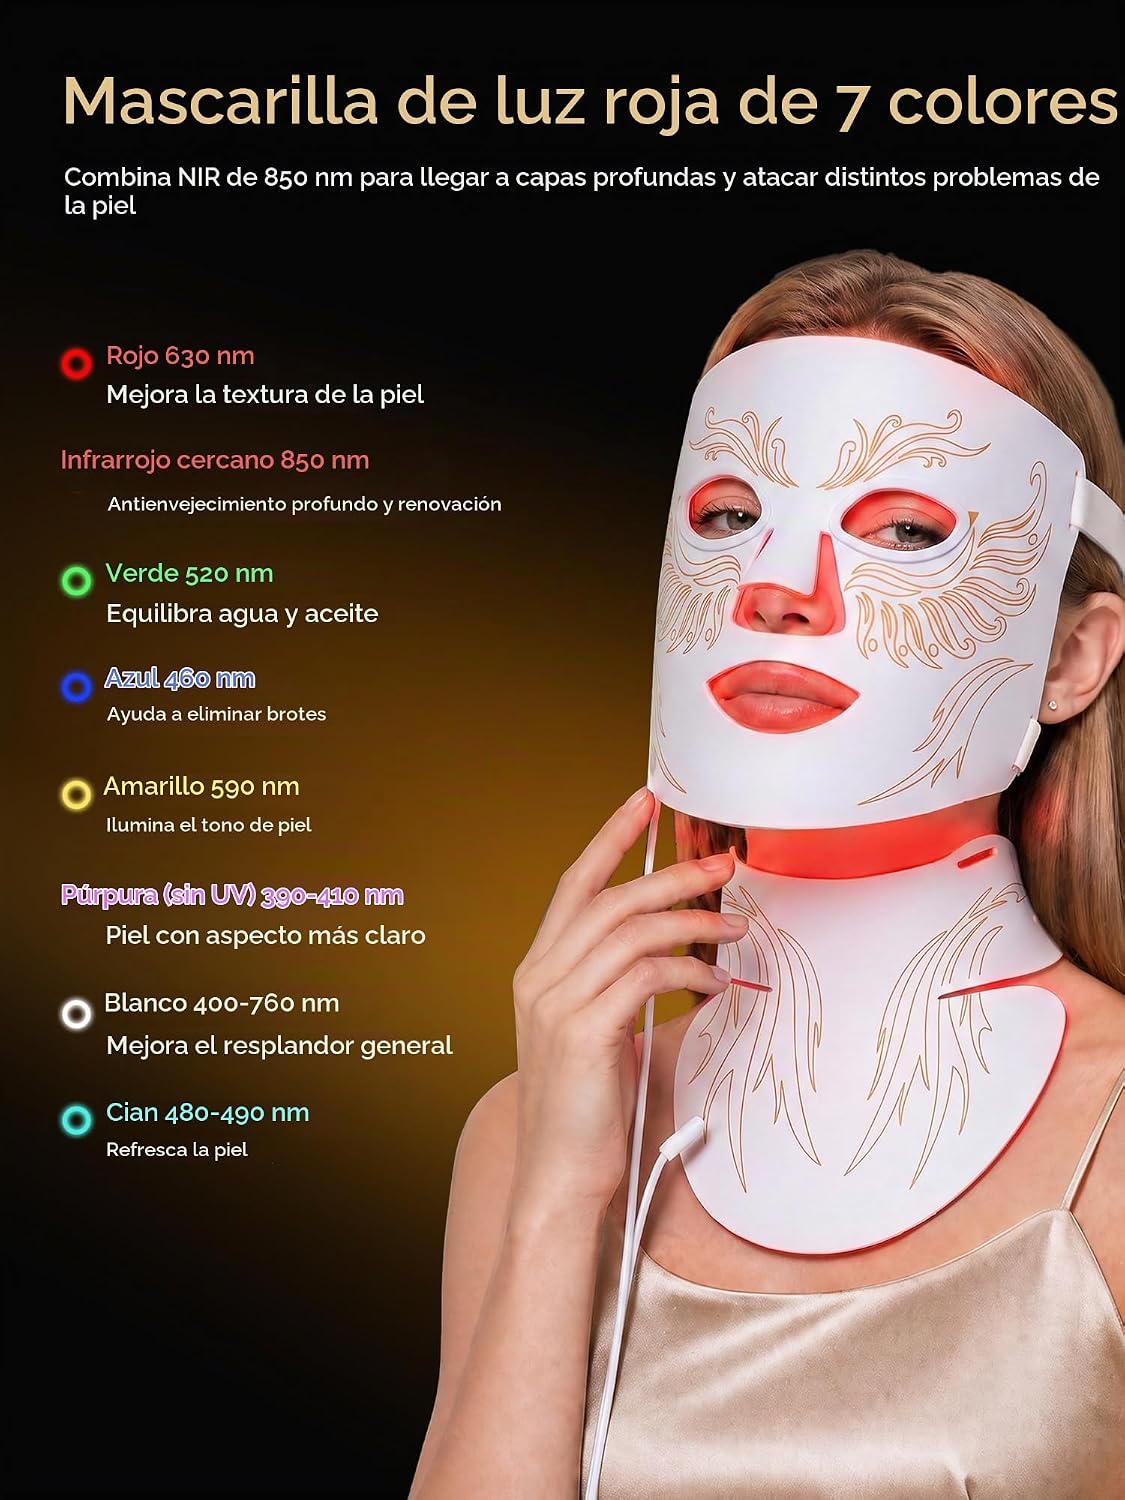 Mascarilla de luz roja de 7 colores
Combina NIR de 850 nm para llegar a capas profundas y atacar distintos problemas de
la piel
Rojo 630 nm
Mejora la textura de la piel
Infrarrojo cercano 850 nm
Antienvejecimiento profundo y renovación
Verde 520 nm
Equilibra agua y aceite
Azul 460 nm
Ayuda a eliminar brotes
Amarillo 590 nm
Ilumina el tono de piel
Púrpura (sin UV) 390-410 nm
Piel con aspecto más claro
Blanco 400-760 nm
Mejora el resplandor general
Cian 480-490 nm
Refresca la piel